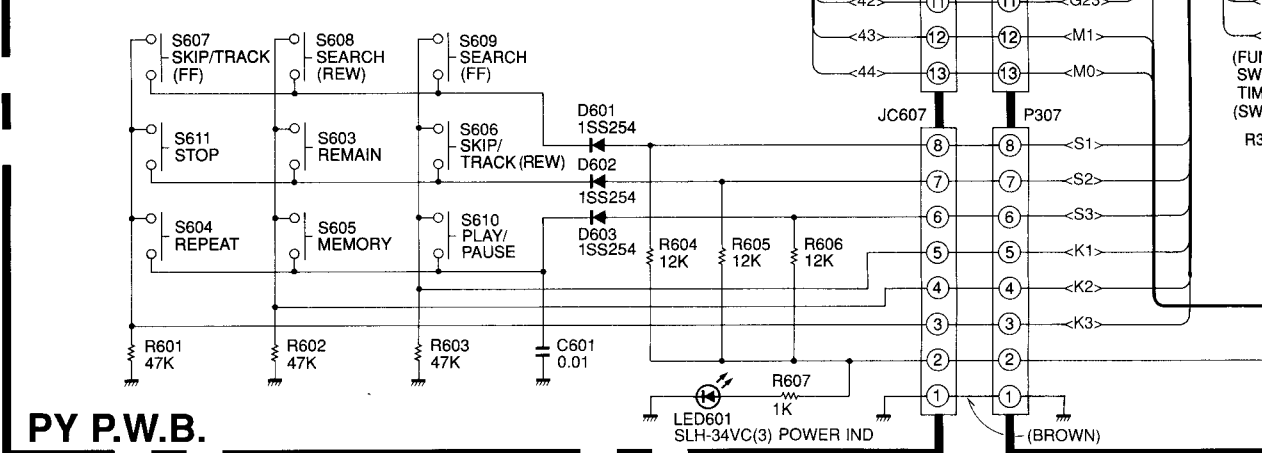 <42>
11
11
<G23>
<43>
12
12
<M1>
<44>
13
13
<M0>
S607
SKIP/TRACK
(FF)
S608
SEARCH
(REW)
S609
SEARCH
(FF)
(FUN
SW
TIM
(SW
R3
JC607
P307
S611
STOP
S603
REMAIN
S606
SKIP/
TRACK (REW)
D601
1SS254
D602
1SS254
D603
1SS254
8
8
<S1>
7
7
<S2>
6
6
<S3>
5
5
<K1>
4
4
<K2>
3
3
<K3>
2
2
1
1
S604
REPEAT
S605
MEMORY
S610
PLAY/
PAUSE
R604
12K
R605
12K
R606
12K
R601
47K
R602
47K
R603
47K
C601
0.01
R607
1K
LED601
SLH-34VC(3) POWER IND
(BROWN)
PY P.W.B.